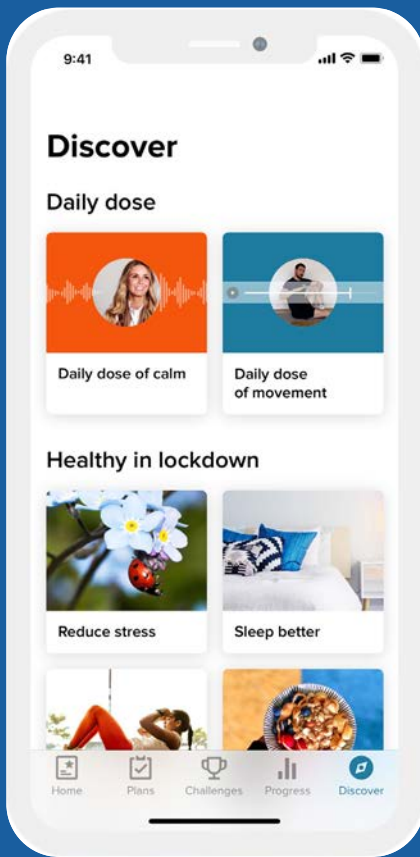 9:41
Discover
Daily dose
Daily dose of calm
Daily dose
of movement
Healthy in lockdown
Reduce stress
Sleep better
Home
Plans
Challenges
Progress
Discover